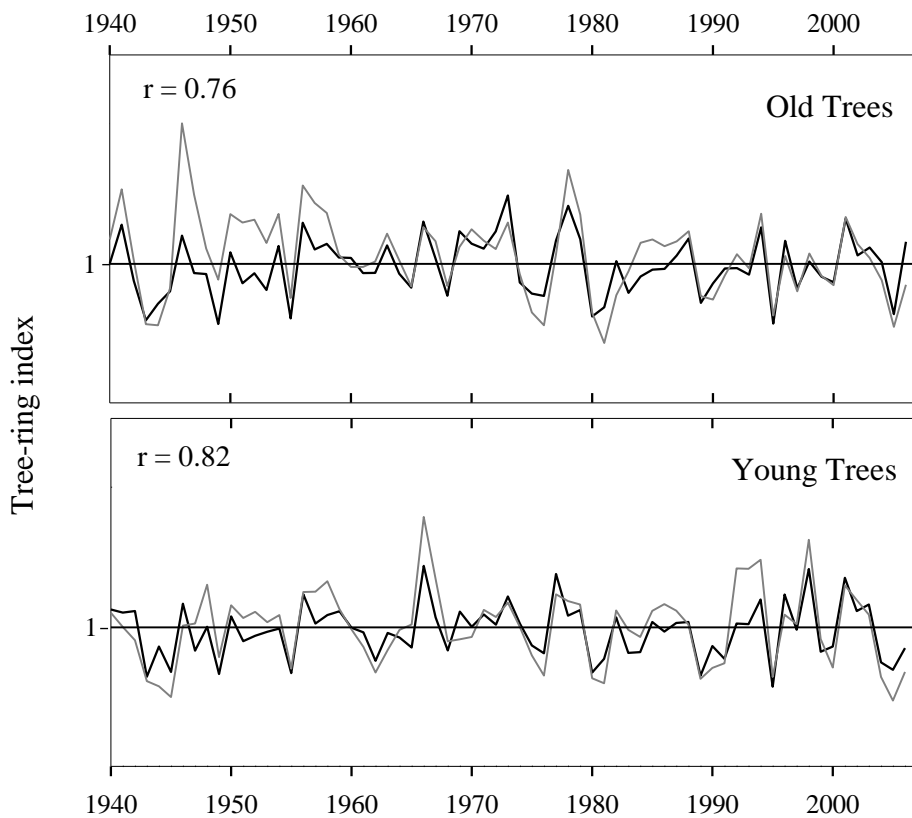 1940 1950 1960 1970 1980 1990 2000
r = 0.76
Old Trees
1
Tree-ring index
r = 0.82
Young Trees
1
1940 1950 1960 1970 1980 1990 2000